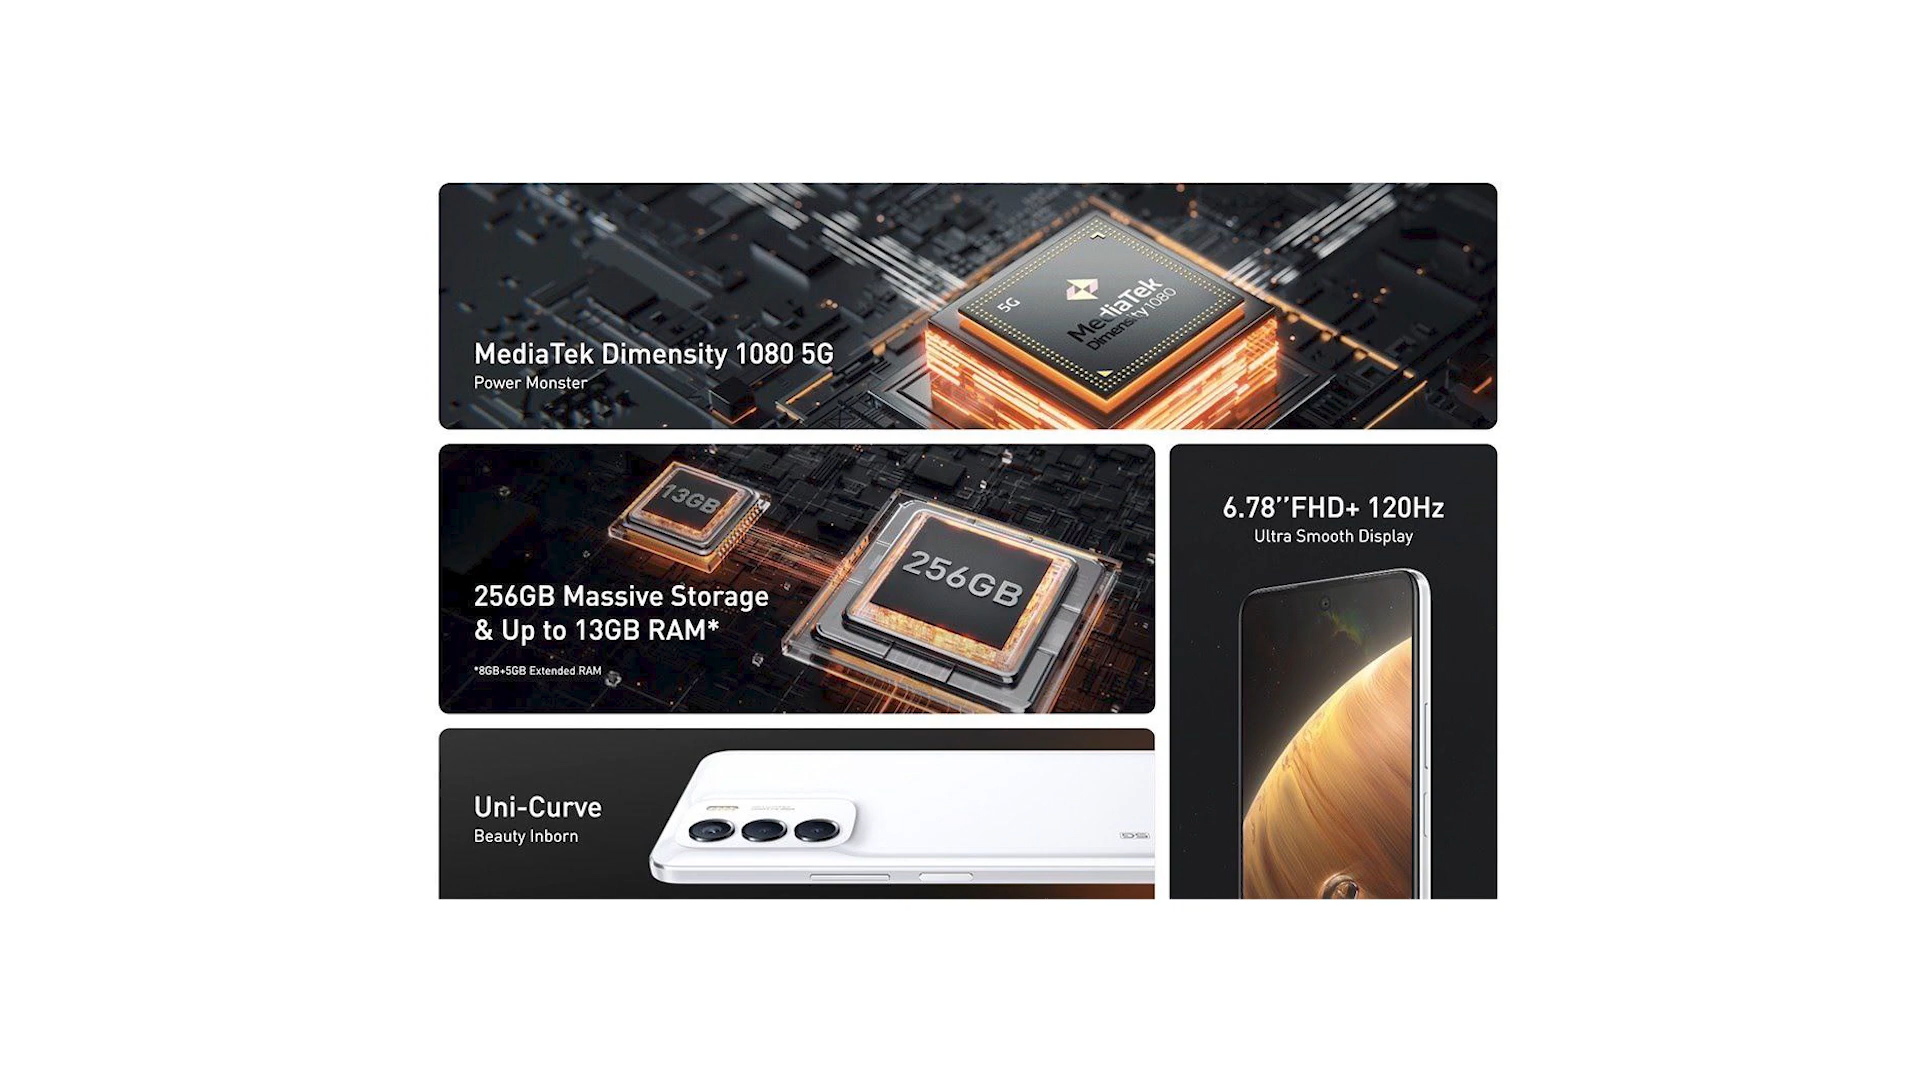 5G
MediaTek
Dimensity 1080
MediaTek Dimensity 1080 5G
Power Monster
13GB
256GB
256GB Massive Storage
& Up to 13GB RAM*
*8GB+5GB Extended RAM
6.78’’FHD+ 120Hz
Ultra Smooth Display
Uni-Curve
Beauty Inborn
5G